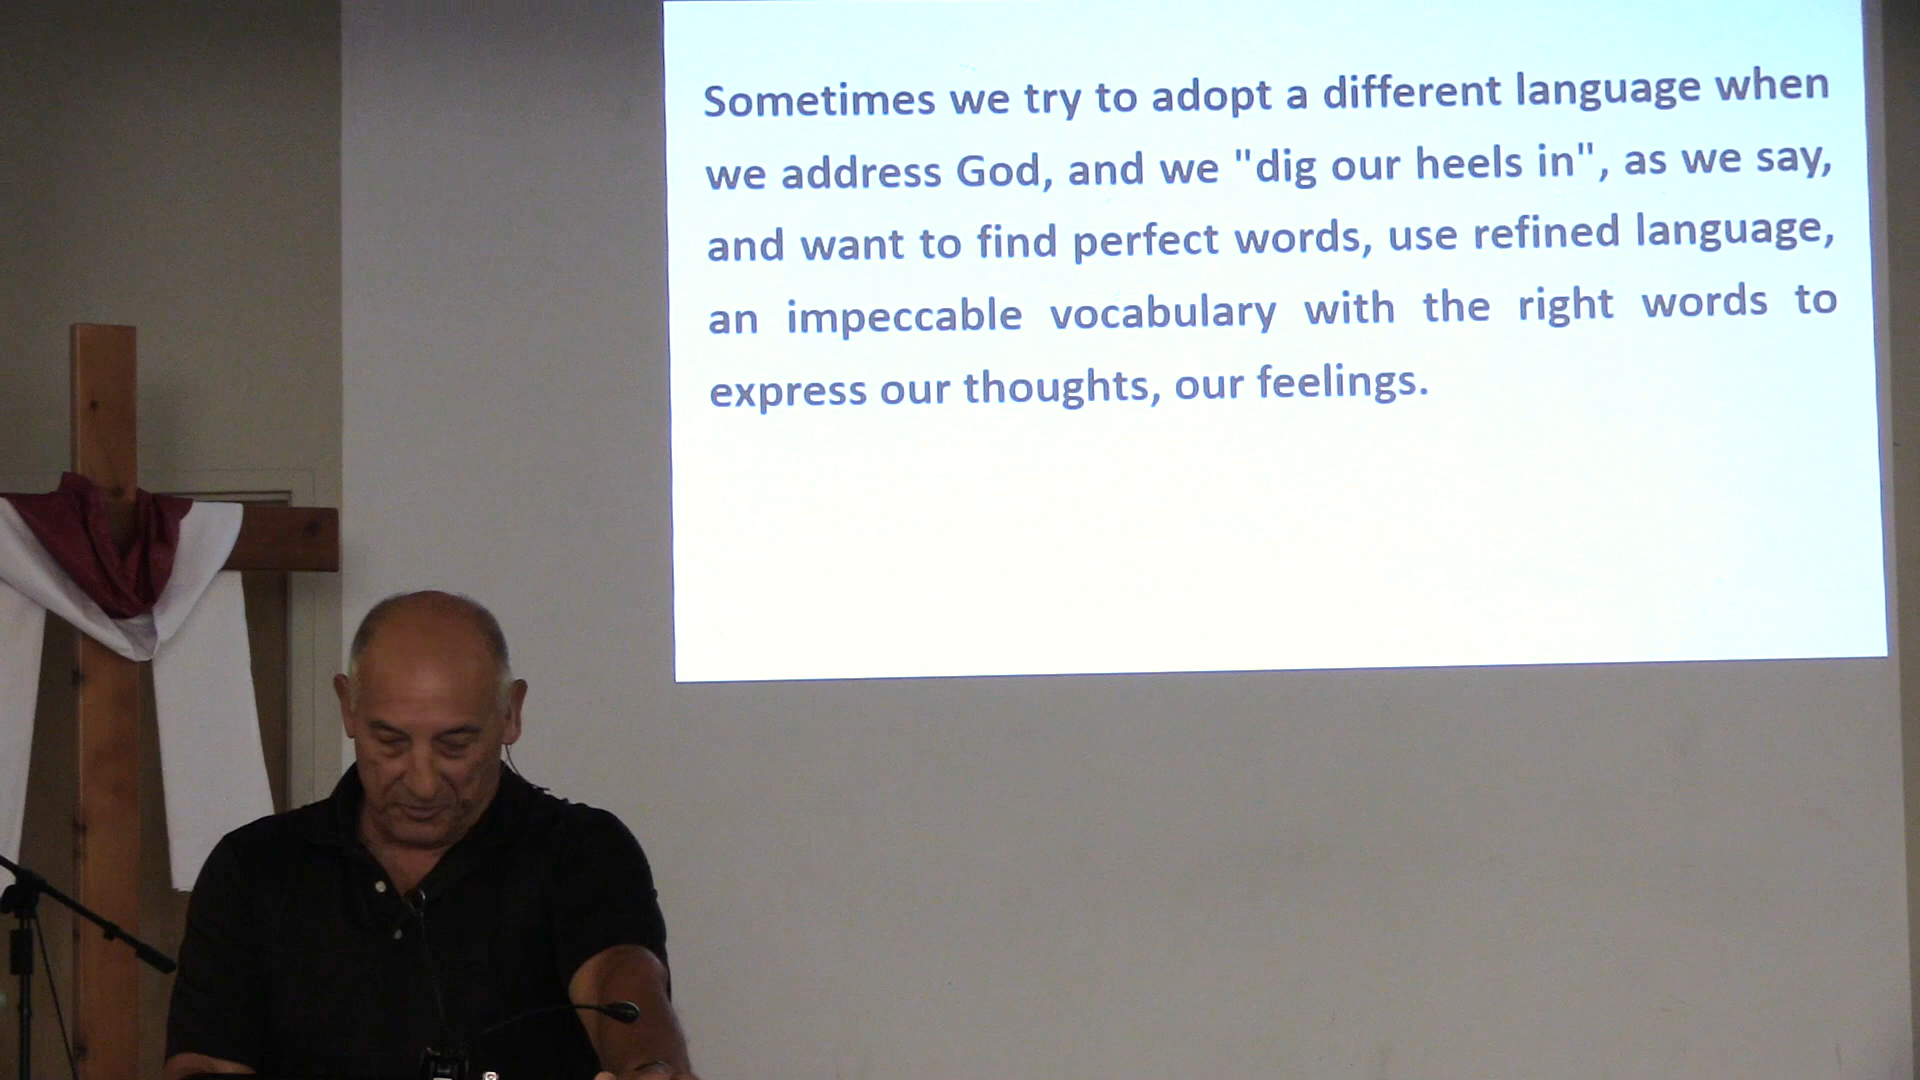 Sometimes we try to adopt a different language when
we address God, and we "dig our heels in", as we say,
and want to find perfect words, use refined language,
an impeccable vocabulary with the right words to
express our thoughts, our feelings.